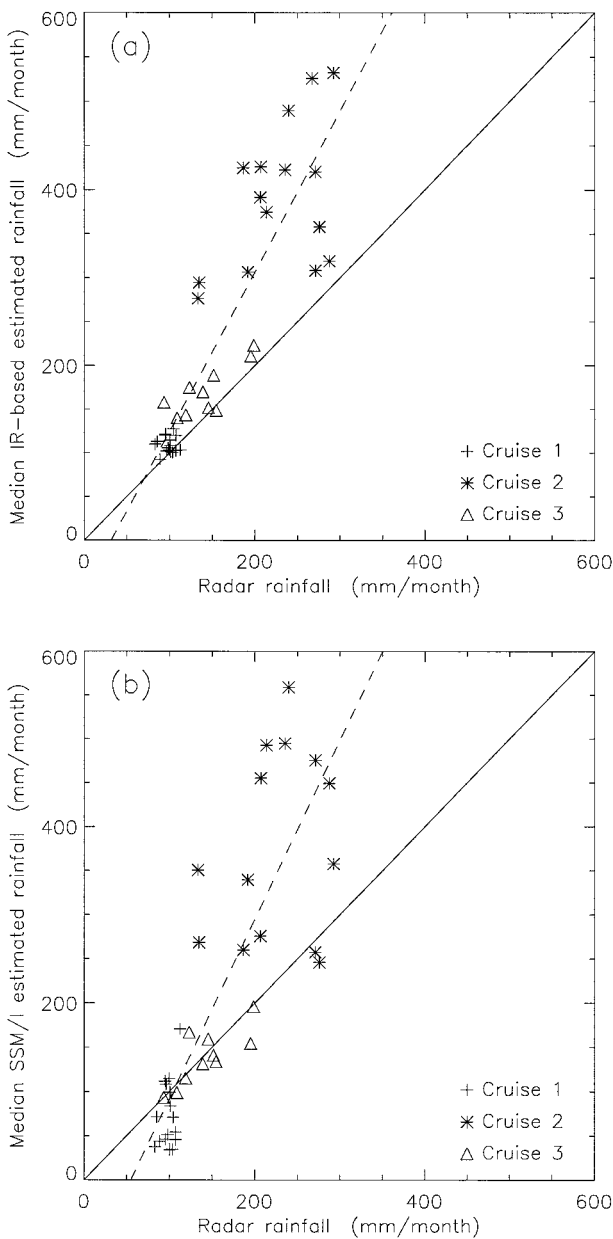 600
(a)
400
200
0
Median IR-based estimated rainfall (mm/month)
+ Cruise 1
* Cruise 2
△ Cruise 3
0 200 400 600
Radar rainfall (mm/month)
600
(b)
400
200
0
Median SSM/I estimated rainfall (mm/month)
+ Cruise 1
* Cruise 2
△ Cruise 3
0 200 400 600
Radar rainfall (mm/month)